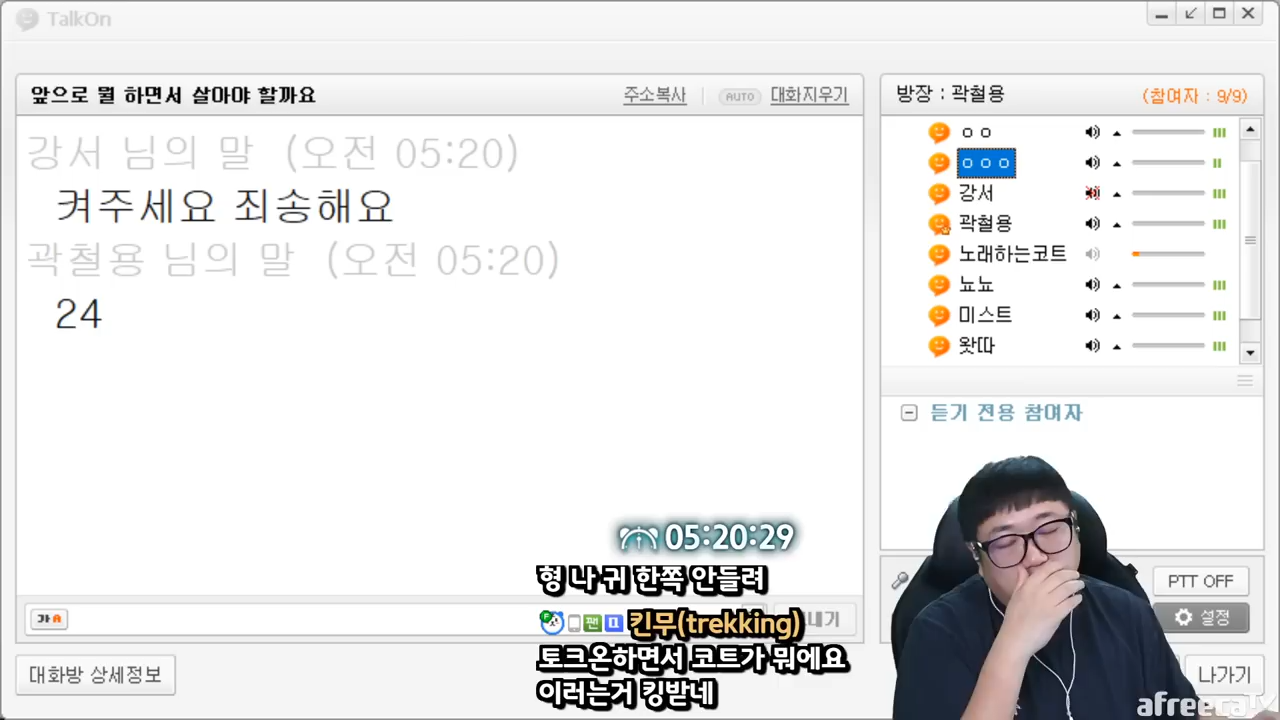 TalkOn
앞으로 뭘 하면서 살아야 할까요
주소복사
AUTO
대화지우기
강서 님의 말 (오전 05:20)
켜주세요 죄송해요
곽철용 님의 말 (오전 05:20)
24
방장 : 곽철용
(참여자 : 9/9)
ㅇㅇ
ㅇㅇㅇ
강서
곽철용
노래하는코트
뇨뇨
미스트
왓따
듣기 전용 참여자
05:20:29
형 나 귀 한쪽 안들려
팬 킨무(trekking)
토크온하면서 코트가 뭐에요
이러는거 킹받네
가
대화방 상세정보
PTT OFF
설정
나가기
afreecaTV